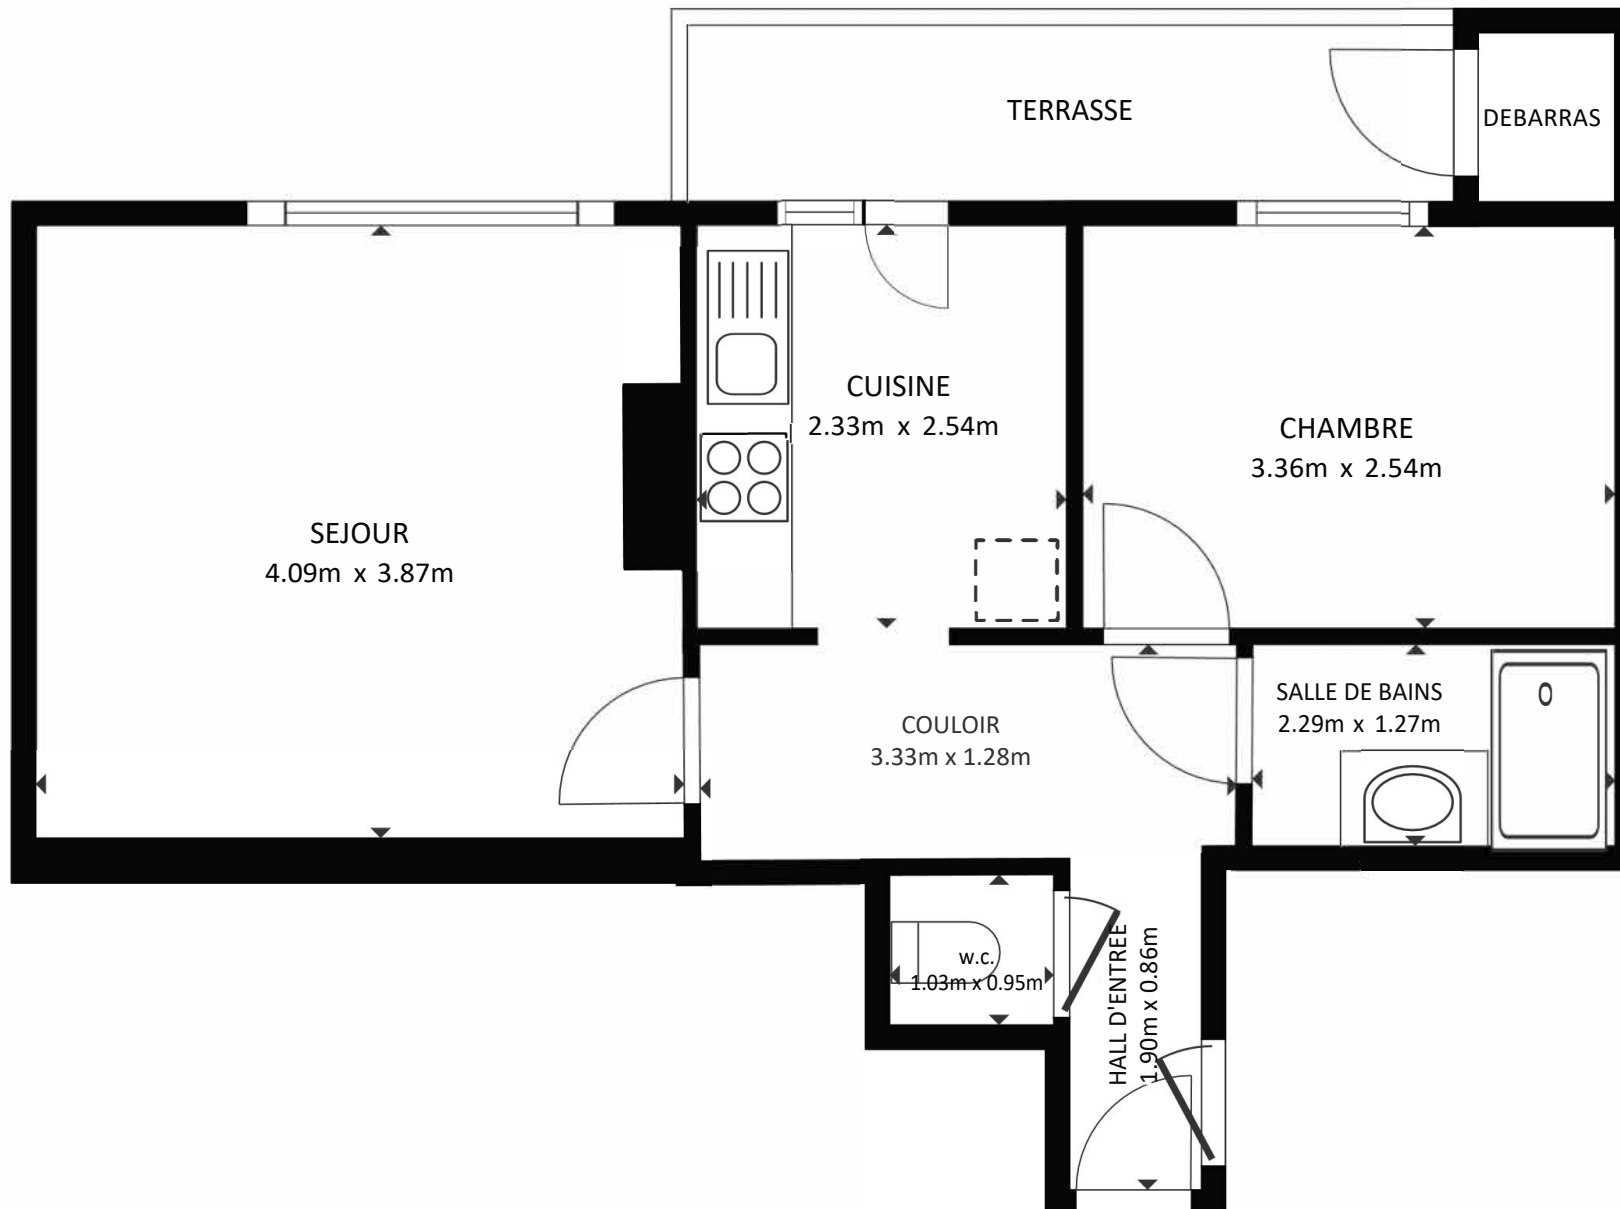 TERRASSE
DEBARRAS
CUISINE
2.33m x 2.54m
CHAMBRE
3.36m x 2.54m
SEJOUR
4.09m x 3.87m
SALLE DE BAINS
2.29m x 1.27m
COULOIR
3.33m x 1.28m
w.c.
1.03m x 0.95m
HALL D'ENTREE
1.90m x 0.86m